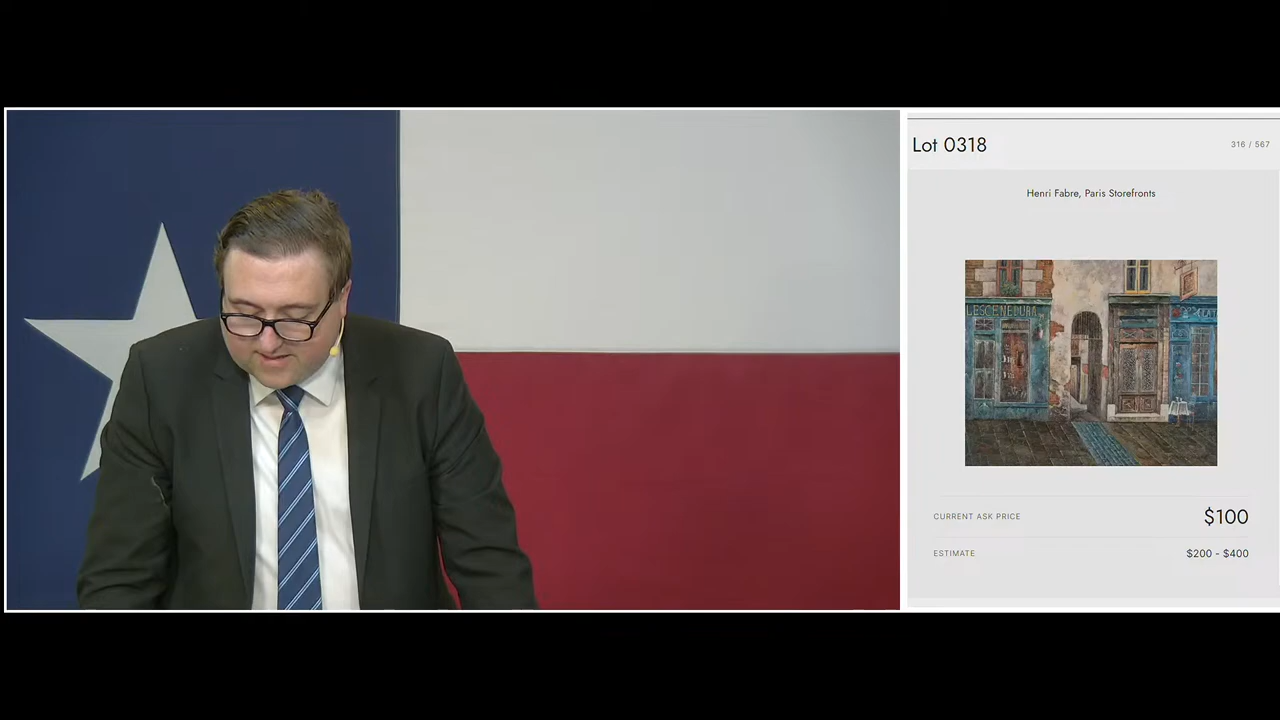 Lot 0318
316 / 567
Henri Fabre, Paris Storefronts
CURRENT ASK PRICE
$100
ESTIMATE
$200 - $400